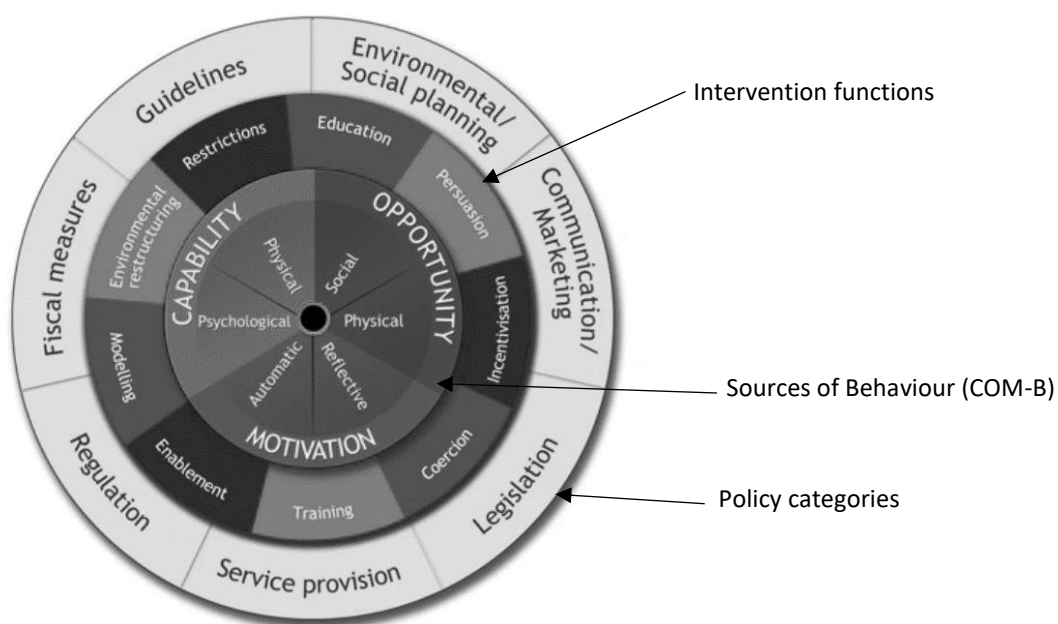 Guidelines
Environmental/
Social planning
Communication/
Marketing
Legislation
Service provision
Regulation
Fiscal measures
Restrictions
Education
Persuasion
Incentivisation
Coercion
Training
Enablement
Modelling
Environmental
restructuring
CAPABILITY
OPPORTUNITY
MOTIVATION
Physical
Social
Physical
Reflective
Automatic
Psychological
Intervention functions
Sources of Behaviour (COM-B)
Policy categories